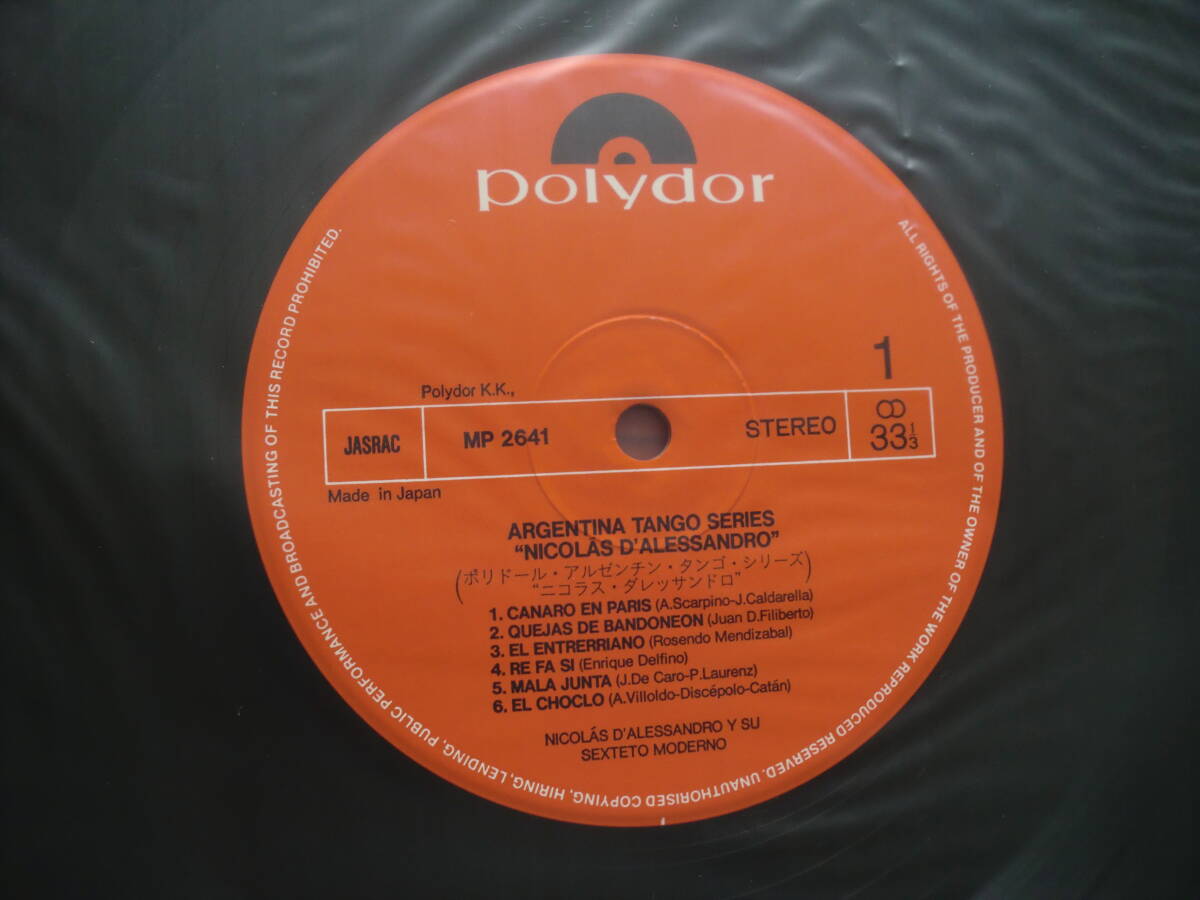 polydor
1
Polydor K.K.,
JASRAC
MP 2641
STEREO
33 1/3
Made in Japan
ARGENTINA TANGO SERIES
“NICOLÂS D'ALESSANDRO”
(ポリドール・アルゼンチン・タンゴ・シリーズ
“ニコラス・ダレッサンドロ”)
1. CANARO EN PARIS (A.Scarpino-J.Caldarella)
2. QUEJAS DE BANDONEON (Juan D.Filiberto)
3. EL ENTRERRIANO (Rosendo Mendizabal)
4. RE FA SI (Enrique Delfino)
5. MALA JUNTA (J.De Caro-P.Laurenz)
6. EL CHOCLO (A.Villoldo-Discépolo-Catán)
NICOLÂS D'ALESSANDRO Y SU
SEXTETO MODERNO
ALL RIGHTS OF THE PRODUCER AND OF THE OWNER OF THE WORK REPRODUCED RESERVED. UNAUTHORISED COPYING, HIRING, LENDING, PUBLIC PERFORMANCE AND BROADCASTING OF THIS RECORD PROHIBITED.